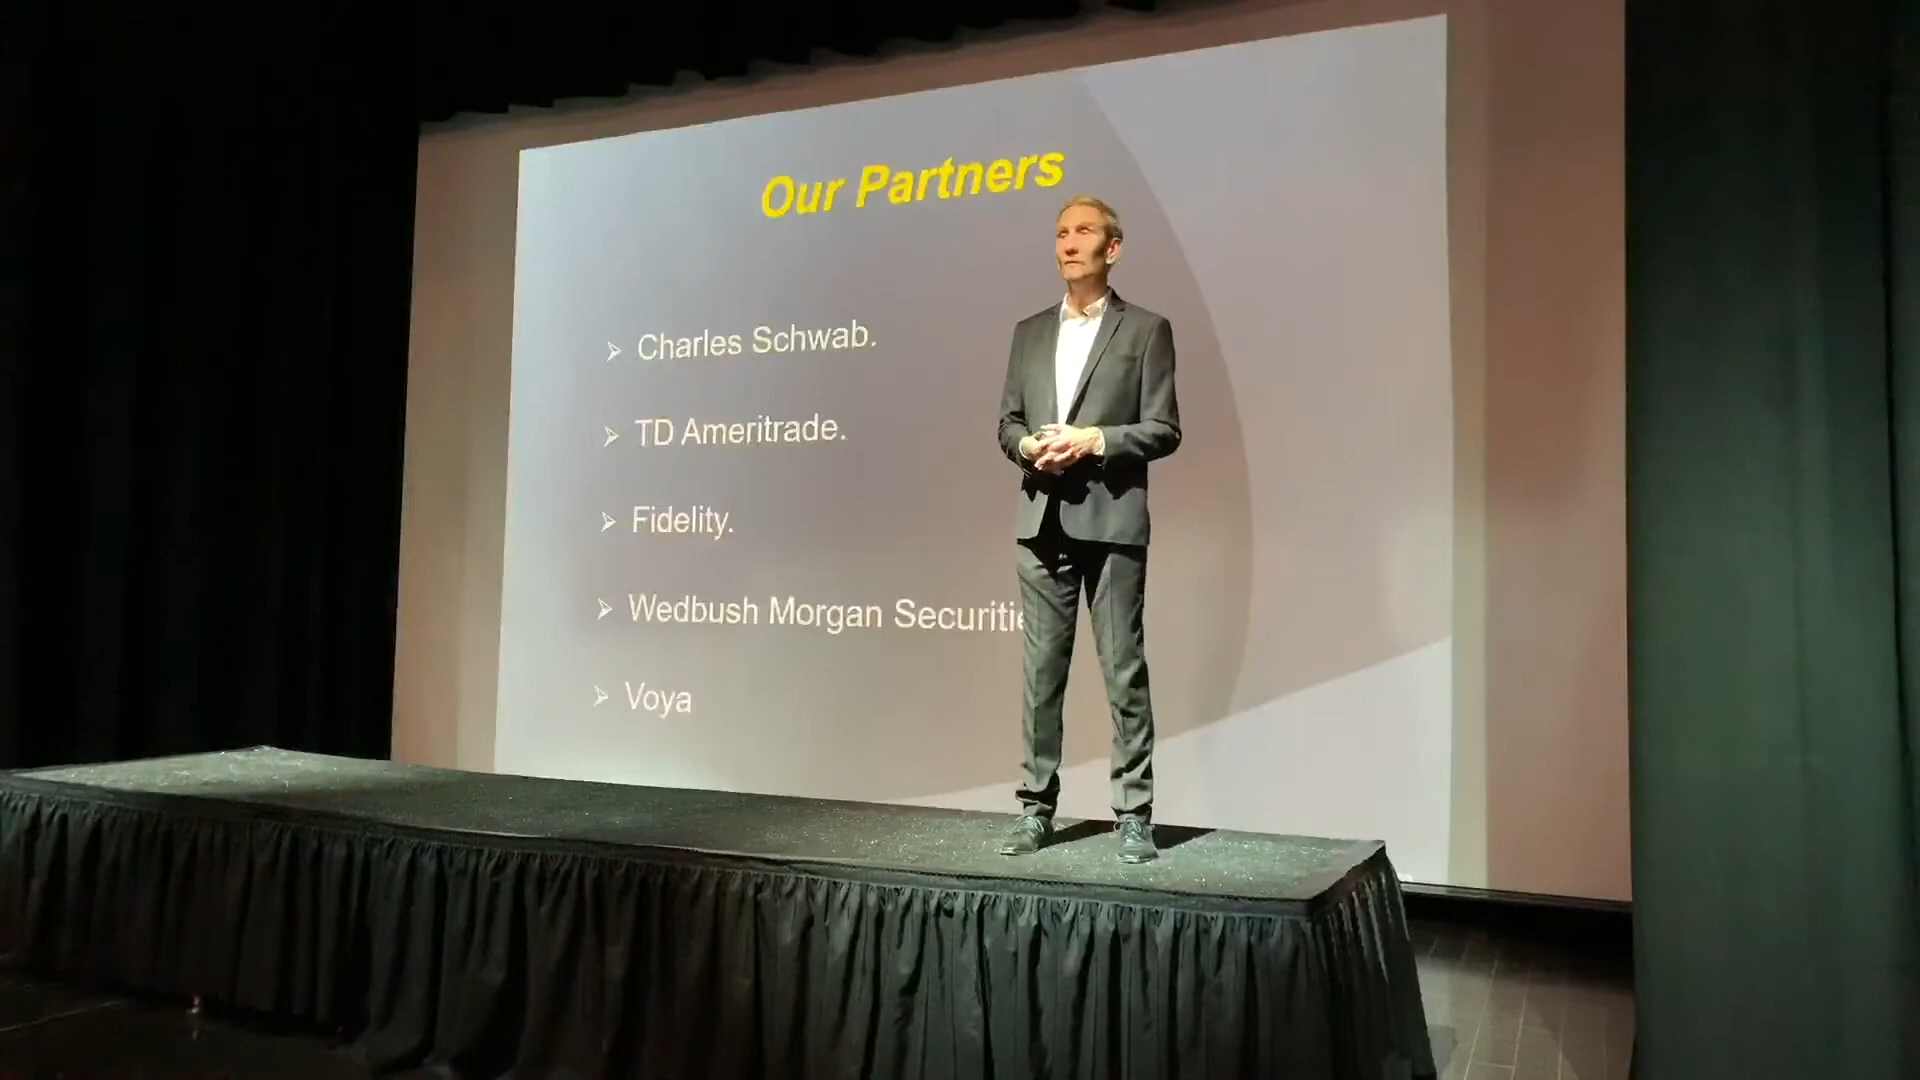 Our Partners
➢ Charles Schwab.
➢ TD Ameritrade.
➢ Fidelity.
➢ Wedbush Morgan Securitie
➢ Voya